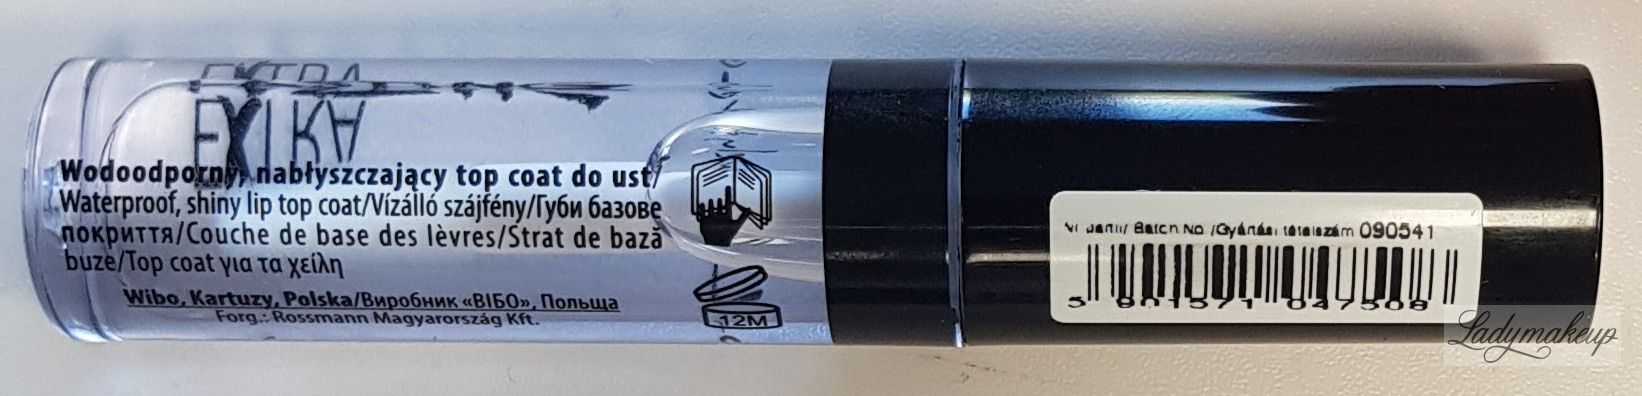 EXTRA
Wodoodporny, nabłyszczający top coat do ust/
Waterproof, shiny lip top coat/Vízálló szájfény/Губи базове
покриття/Couche de base des lèvres/Strat de bază
buze/Top coat για τα χείλη
Wibo, Kartuzy, Polska/Виробник «ВІБО», Польща
Forg.: Rossmann Magyarország Kft.
12M
Batch No /Gyártási tételszám 090541
5 901571 047508
Ladymakeup